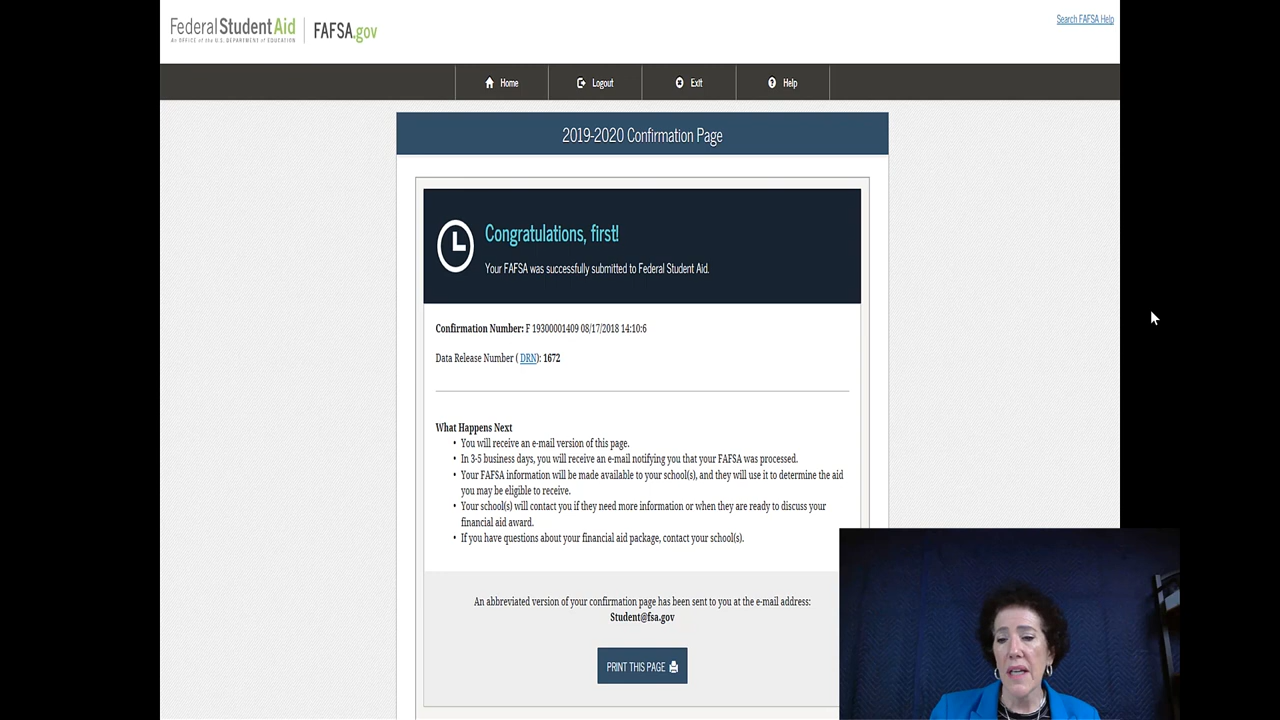 Federal Student Aid
An OFFICE of the U.S. DEPARTMENT of EDUCATION
FAFSA.gov
Search FAFSA Help
Home
Logout
Exit
Help
2019-2020 Confirmation Page
Congratulations, first!
Your FAFSA was successfully submitted to Federal Student Aid.
Confirmation Number: F 19300001409 08/17/2018 14:10:6
Data Release Number ( DRN): 1672
What Happens Next
• You will receive an e-mail version of this page.
• In 3-5 business days, you will receive an e-mail notifying you that your FAFSA was processed.
• Your FAFSA information will be made available to your school(s), and they will use it to determine the aid
you may be eligible to receive.
• Your school(s) will contact you if they need more information or when they are ready to discuss your
financial aid award.
• If you have questions about your financial aid package, contact your school(s).
An abbreviated version of your confirmation page has been sent to you at the e-mail address:
Student@fsa.gov
PRINT THIS PAGE